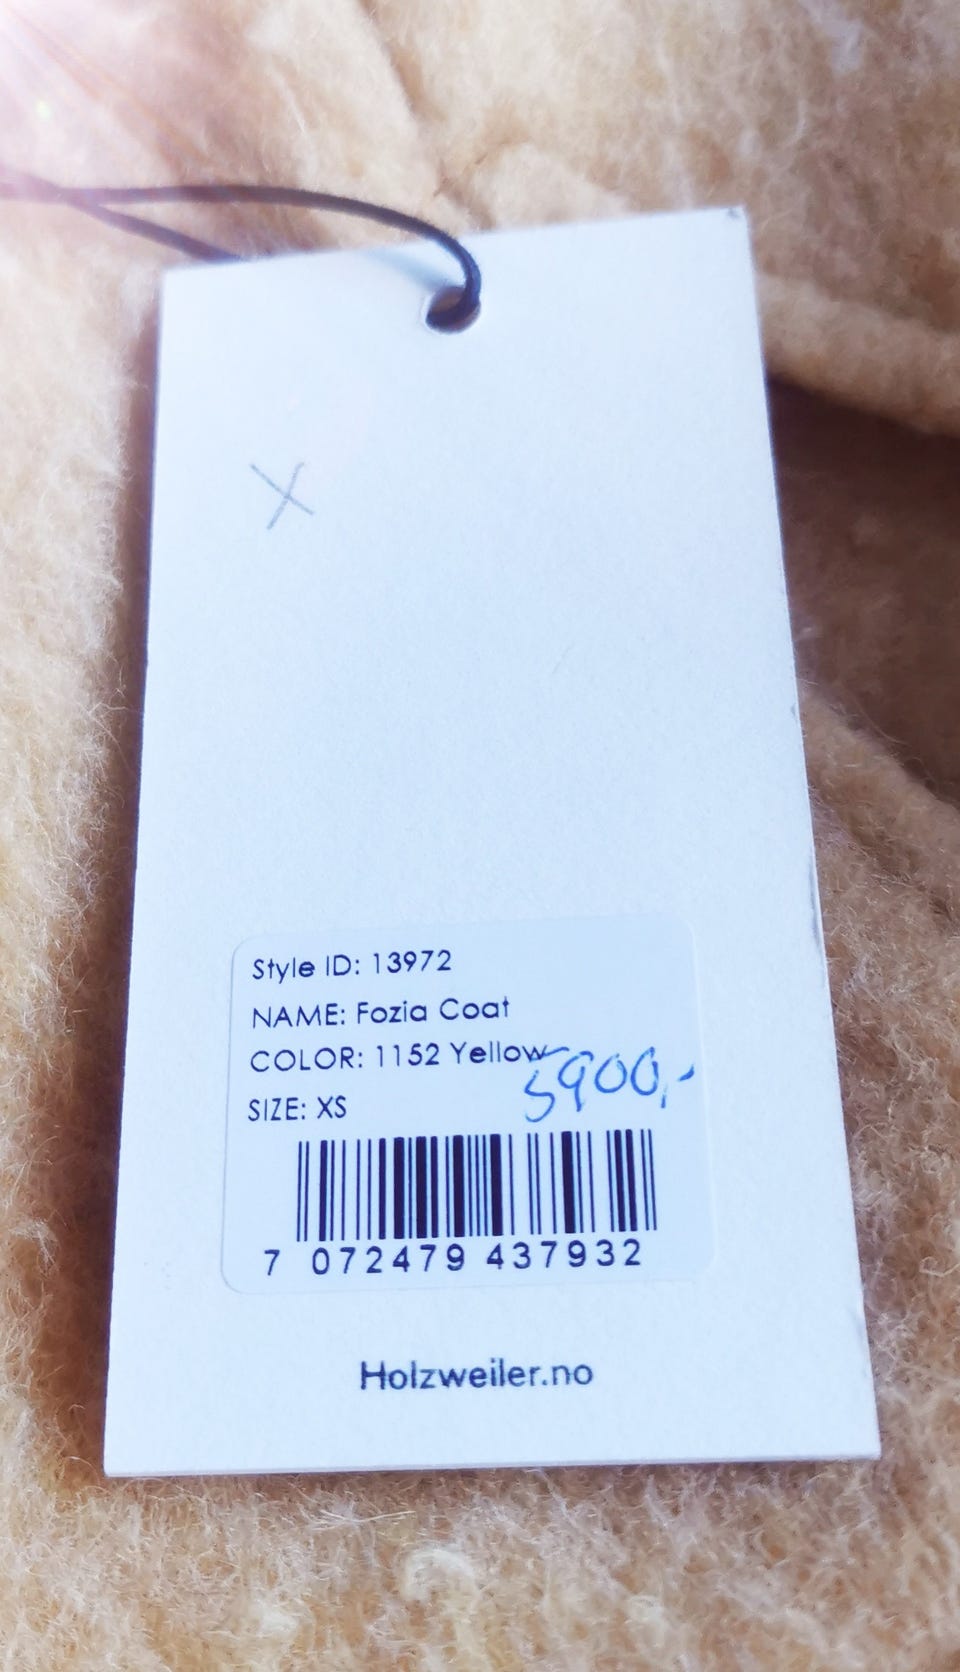 X
Style ID: 13972
NAME: Fozia Coat
COLOR: 1152 Yellow
5900,-
SIZE: XS
7 072479 437932
Holzweiler.no